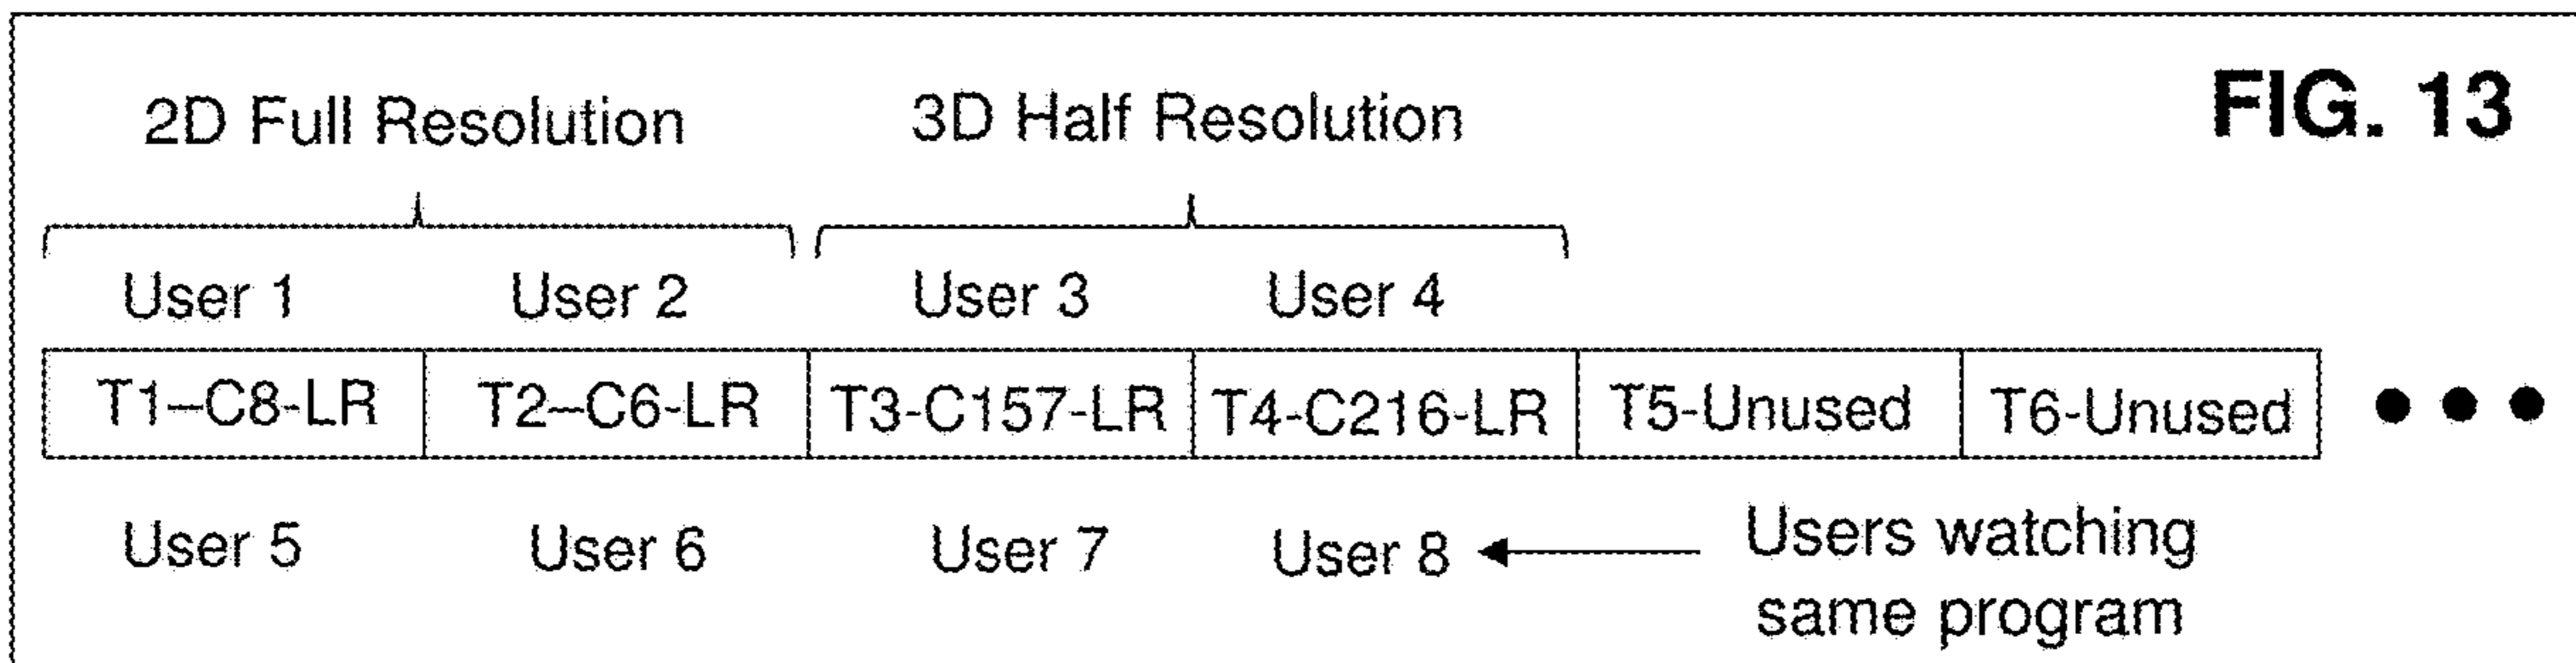 FIG. 13
2D Full Resolution 3D Half Resolution
User 1 User 2 User 3 User 4
T1–C8-LR T2–C6-LR T3-C157-LR T4-C216-LR T5-Unused T6-Unused
User 5 User 6 User 7 User 8 Users watching
same program